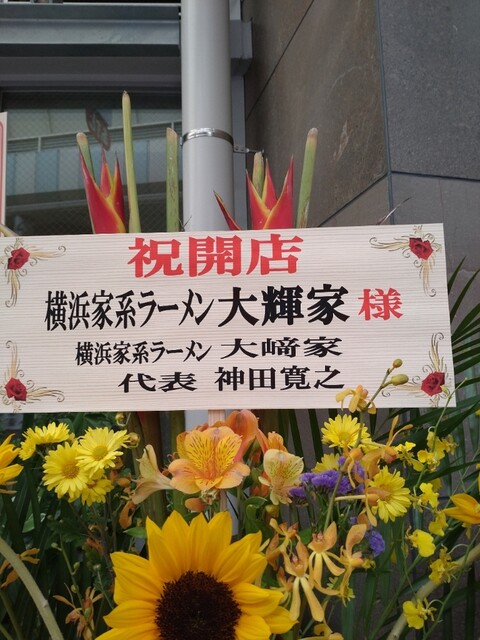 祝開店
横浜家系ラーメン 大輝家 様
横浜家系ラーメン 大﨑家
代表 神田寛之